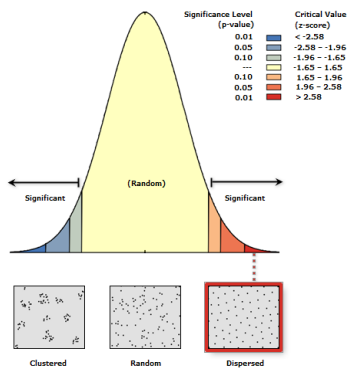 Significance Level Critical Value
(p-value) (z-score)
0.01 < -2.58
0.05 -2.58 – -1.96
0.10 -1.96 – -1.65
--- -1.65 – 1.65
0.10 1.65 – 1.96
0.05 1.96 – 2.58
0.01 > 2.58
(Random)
Significant Significant
Clustered Random Dispersed